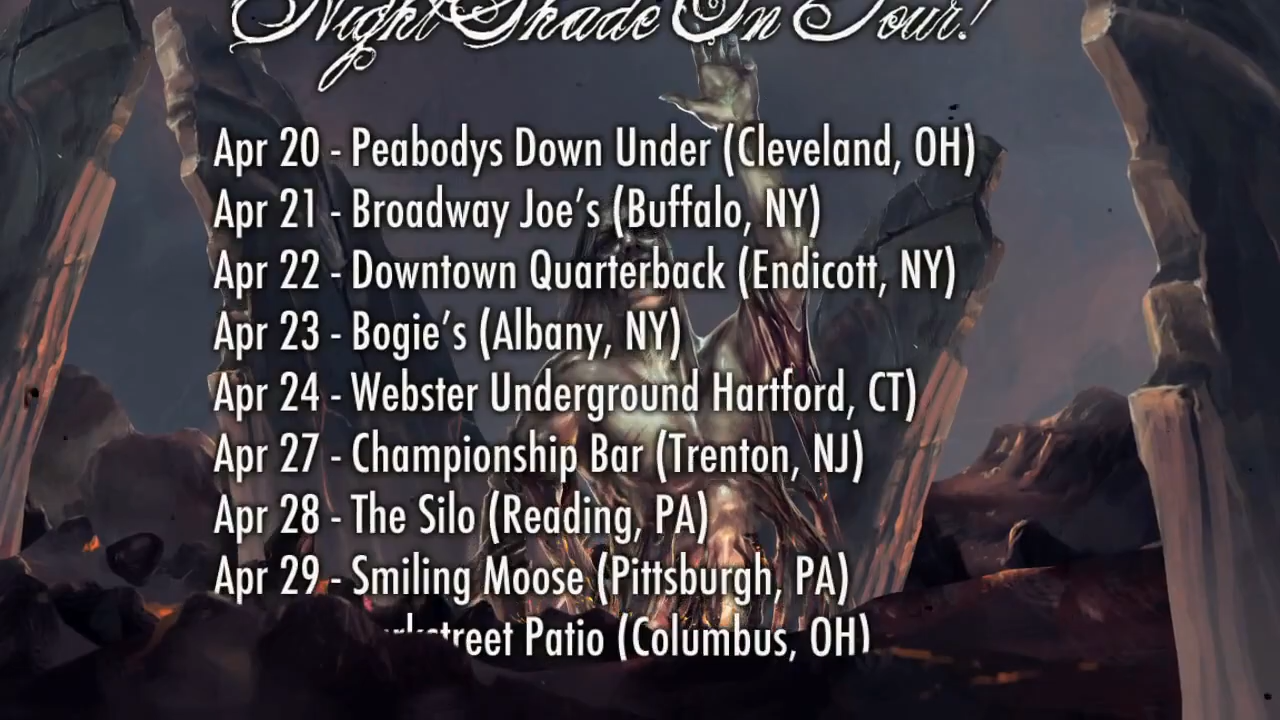 Night Shade On Tour!
Apr 20 - Peabodys Down Under (Cleveland, OH)
Apr 21 - Broadway Joe's (Buffalo, NY)
Apr 22 - Downtown Quarterback (Endicott, NY)
Apr 23 - Bogie's (Albany, NY)
Apr 24 - Webster Underground Hartford, CT)
Apr 27 - Championship Bar (Trenton, NJ)
Apr 28 - The Silo (Reading, PA)
Apr 29 - Smiling Moose (Pittsburgh, PA)
Patio (Columbus, OH)